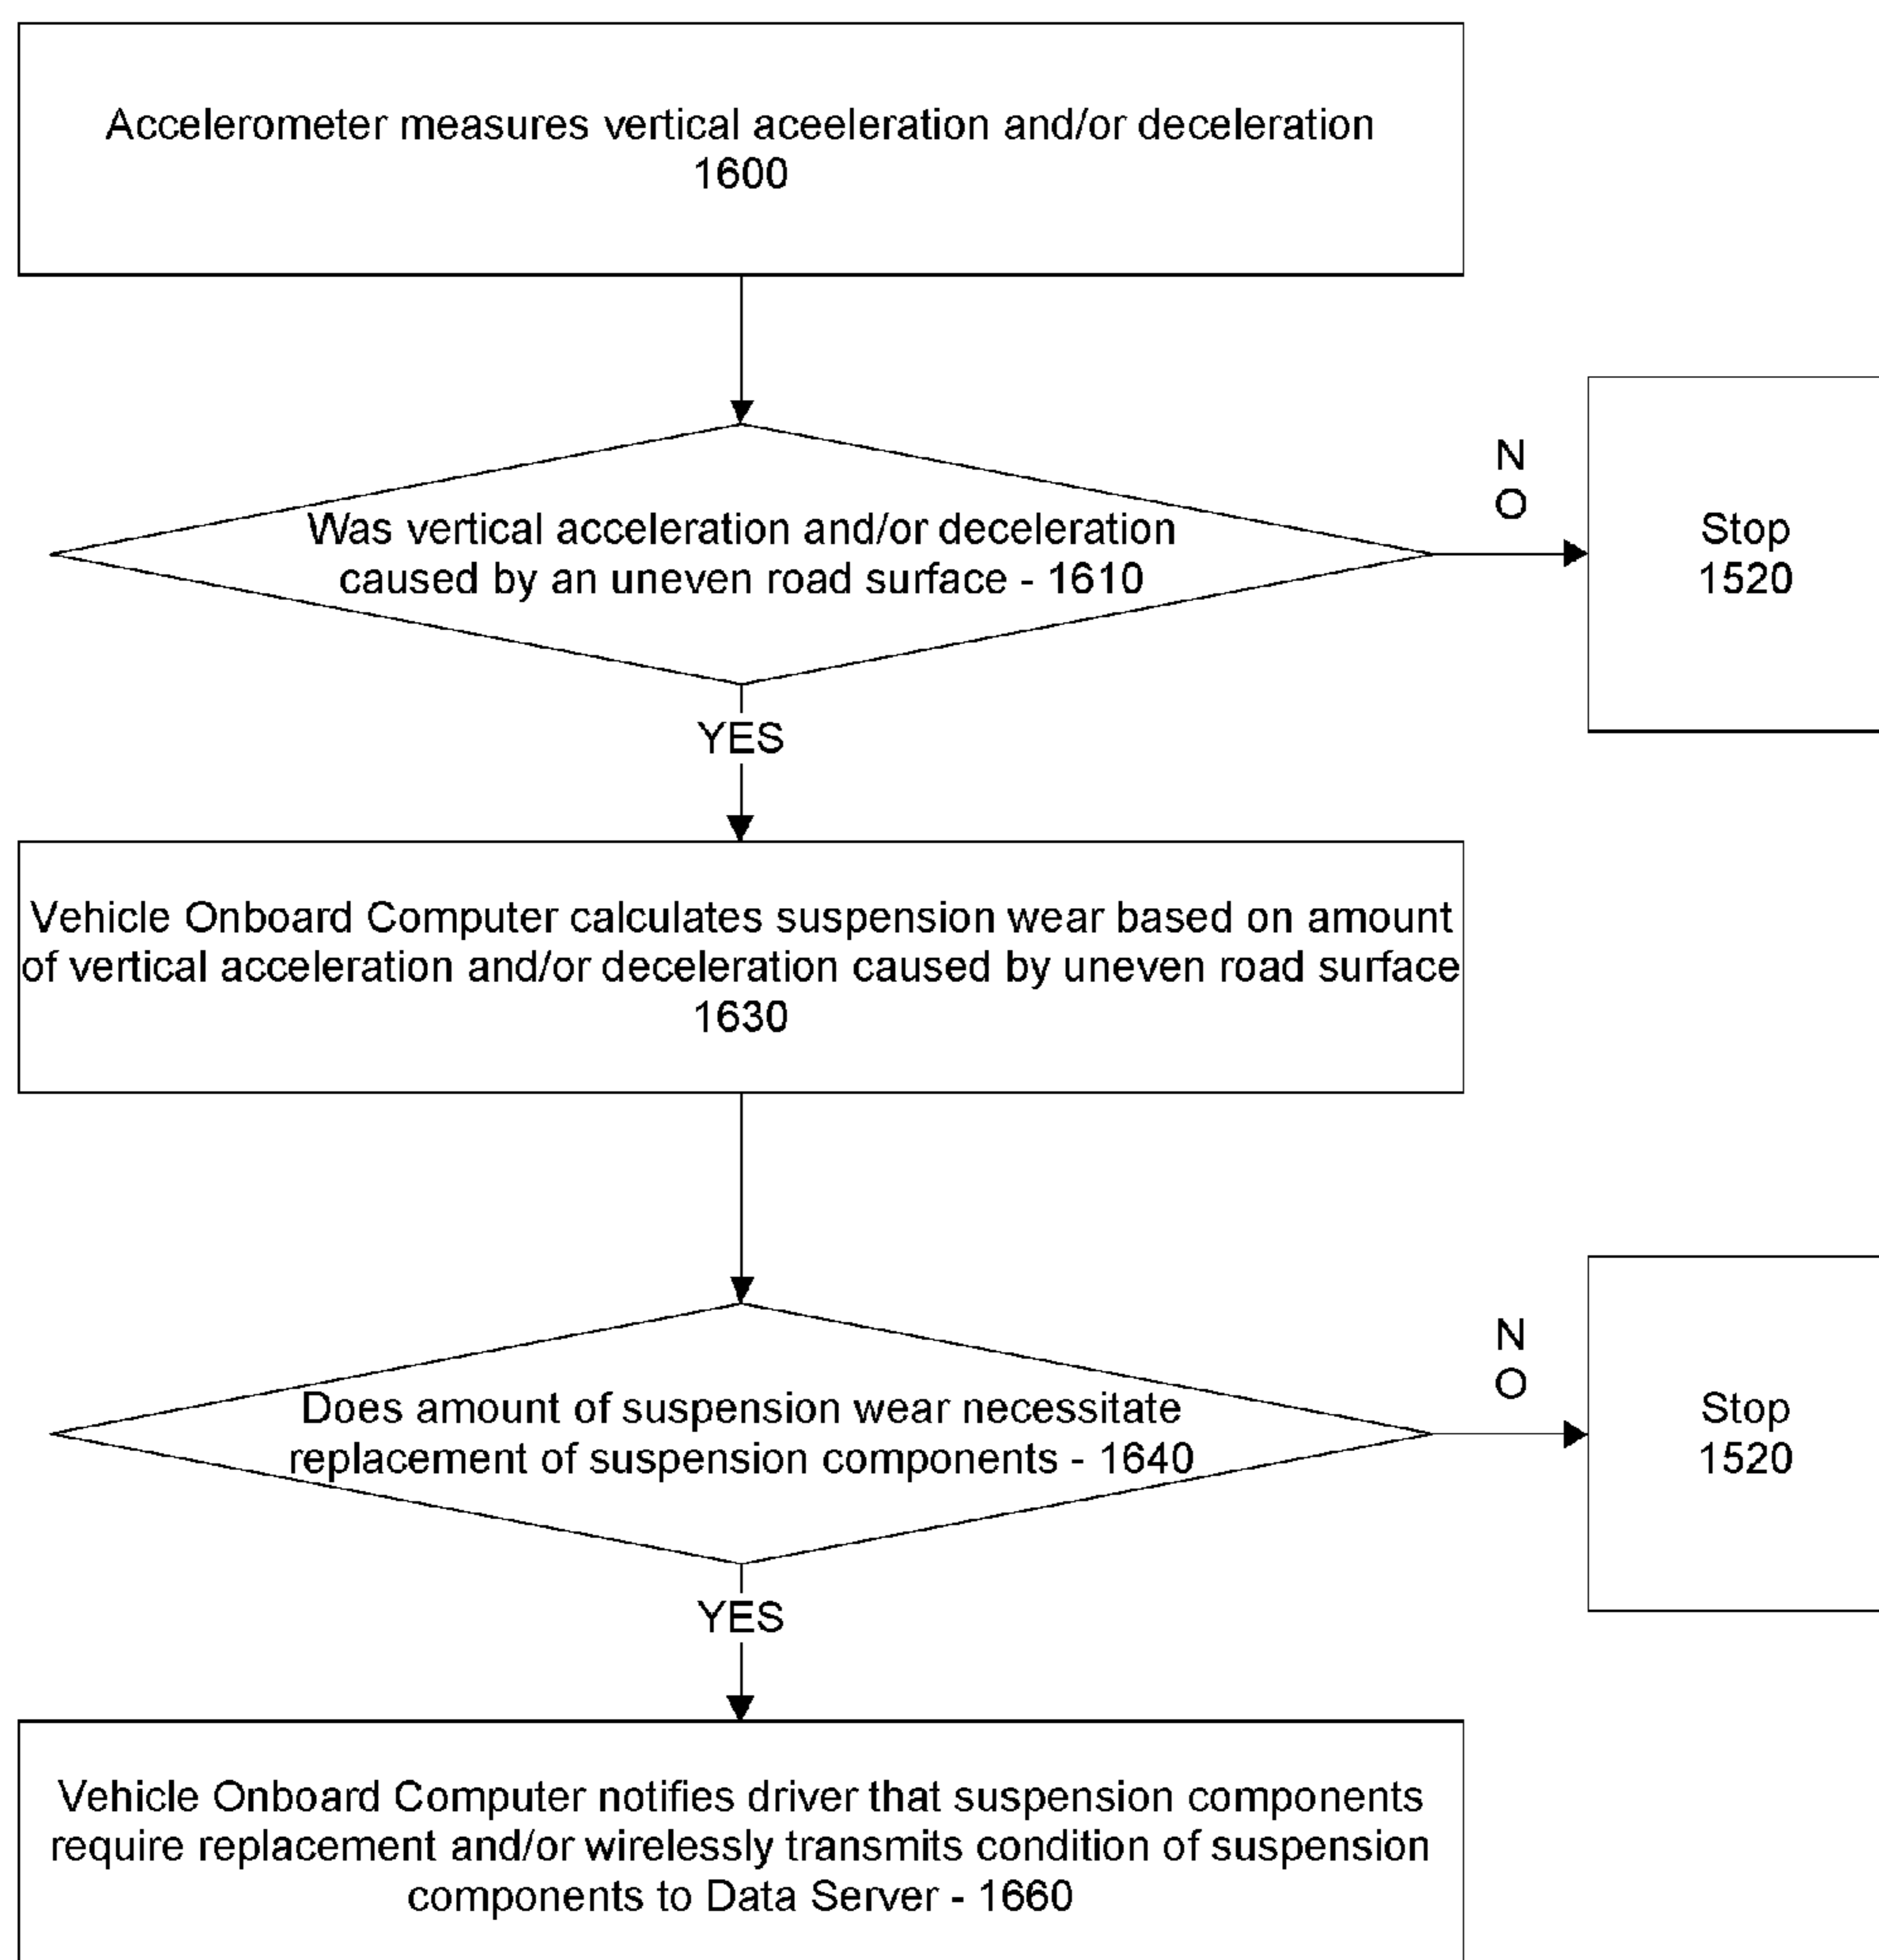 Accelerometer measures vertical aceeleration and/or deceleration
1600
Was vertical acceleration and/or deceleration
caused by an uneven road surface - 1610
N
O
Stop
1520
YES
Vehicle Onboard Computer calculates suspension wear based on amount
of vertical acceleration and/or deceleration caused by uneven road surface
1630
Does amount of suspension wear necessitate
replacement of suspension components - 1640
N
O
Stop
1520
YES
Vehicle Onboard Computer notifies driver that suspension components
require replacement and/or wirelessly transmits condition of suspension
components to Data Server - 1660